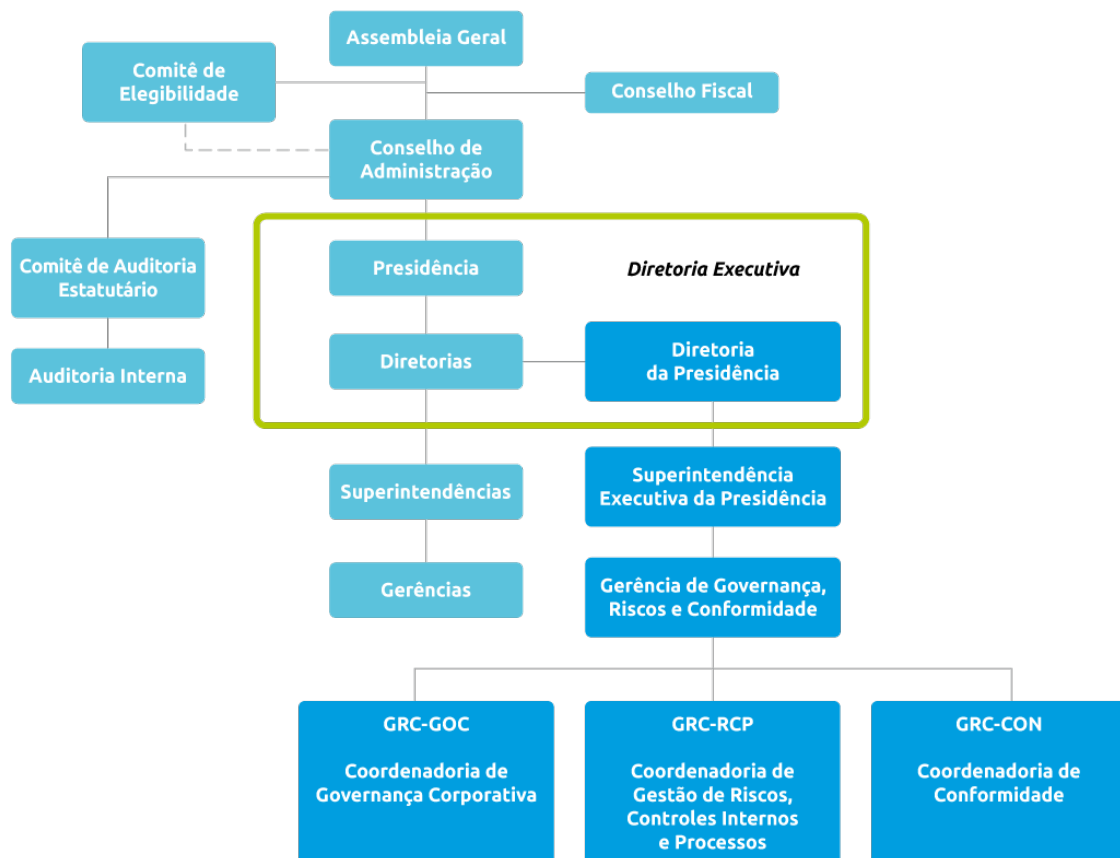 Assembleia Geral
Comitê de
Elegibilidade
Conselho Fiscal
Conselho de
Administração
Comitê de Auditoria
Estatutário
Auditoria Interna
Presidência
Diretoria Executiva
Diretorias
Diretoria
da Presidência
Superintendências
Superintendência
Executiva da Presidência
Gerências
Gerência de Governança,
Riscos e Conformidade
GRC-GOC
Coordenadoria de
Governança Corporativa
GRC-RCP
Coordenadoria de
Gestão de Riscos,
Controles Internos
e Processos
GRC-CON
Coordenadoria de
Conformidade